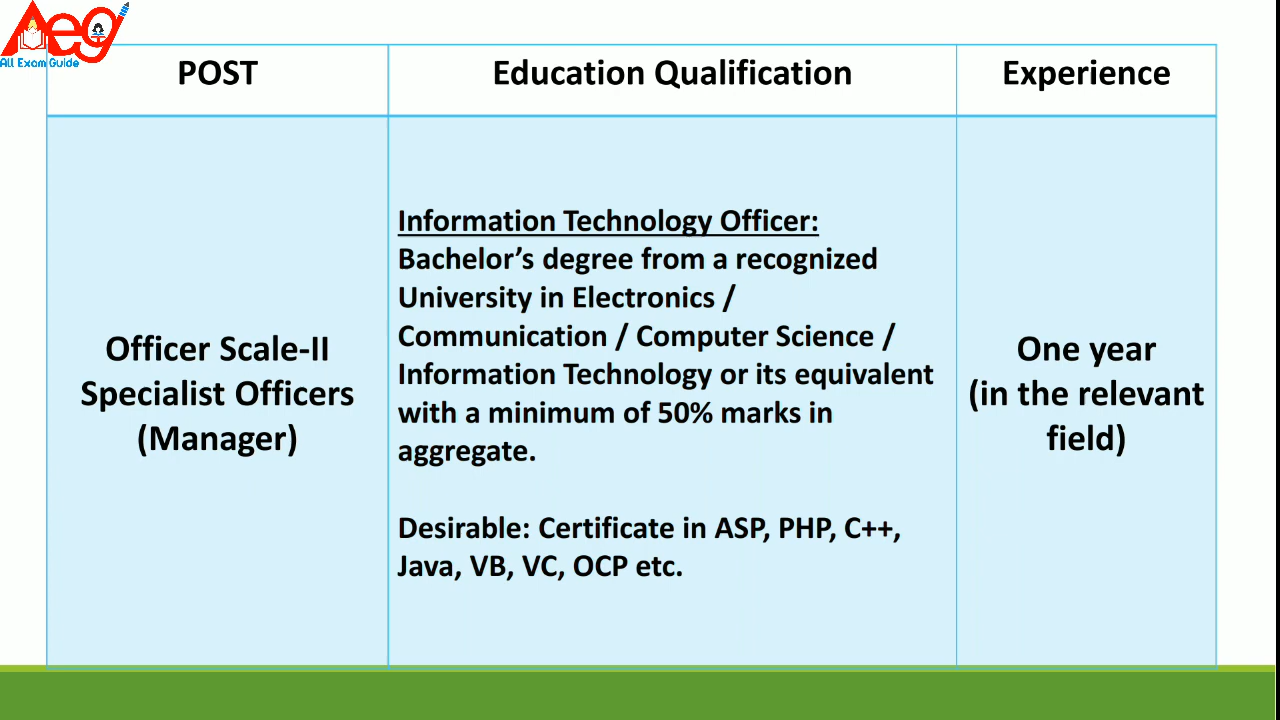 Aeg
All Exam Guide
POST
Education Qualification
Experience
Officer Scale-II
Specialist Officers
(Manager)
Information Technology Officer:
Bachelor’s degree from a recognized
University in Electronics /
Communication / Computer Science /
Information Technology or its equivalent
with a minimum of 50% marks in
aggregate.
Desirable: Certificate in ASP, PHP, C++,
Java, VB, VC, OCP etc.
One year
(in the relevant
field)